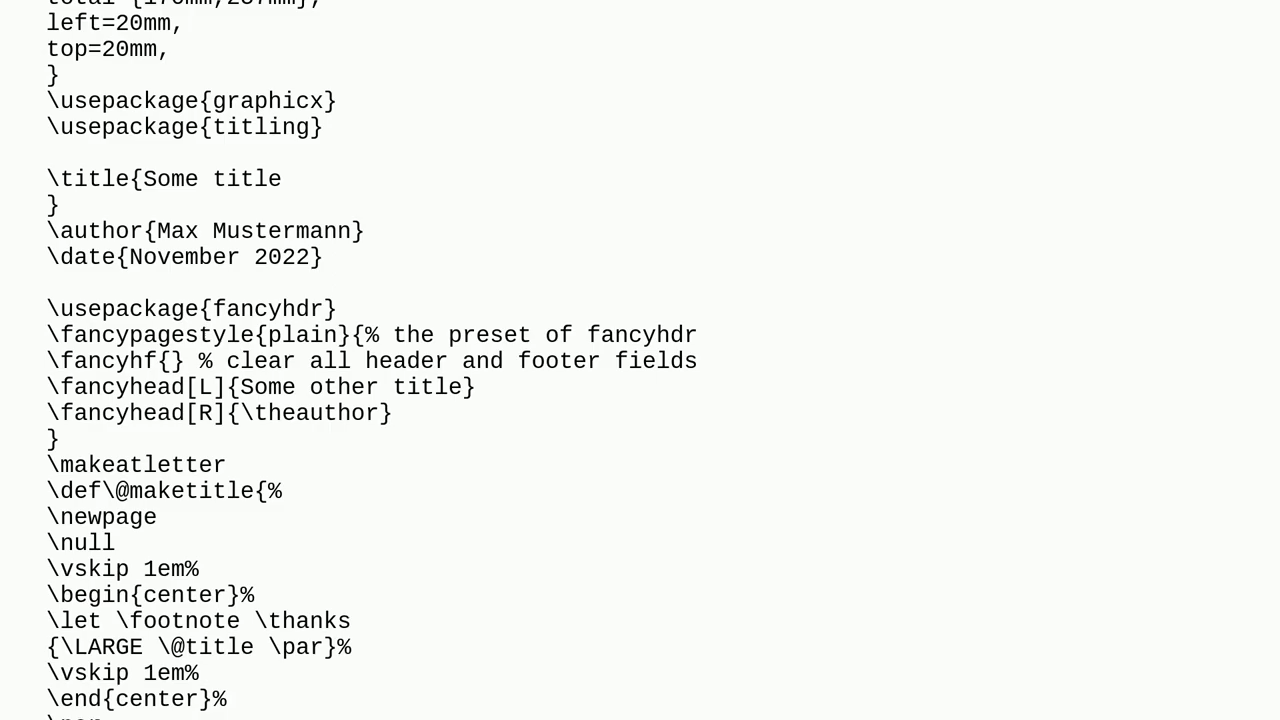 left=20mm,
top=20mm,
}
\usepackage{graphicx}
\usepackage{titling}

\title{Some title
}
\author{Max Mustermann}
\date{November 2022}

\usepackage{fancyhdr}
\fancypagestyle{plain}{% the preset of fancyhdr
\fancyhf{} % clear all header and footer fields
\fancyhead[L]{Some other title}
\fancyhead[R]{\theauthor}
}
\makeatletter
\def\@maketitle{%
\newpage
\null
\vskip 1em%
\begin{center}%
\let \footnote \thanks
{\LARGE \@title \par}%
\vskip 1em%
\end{center}%